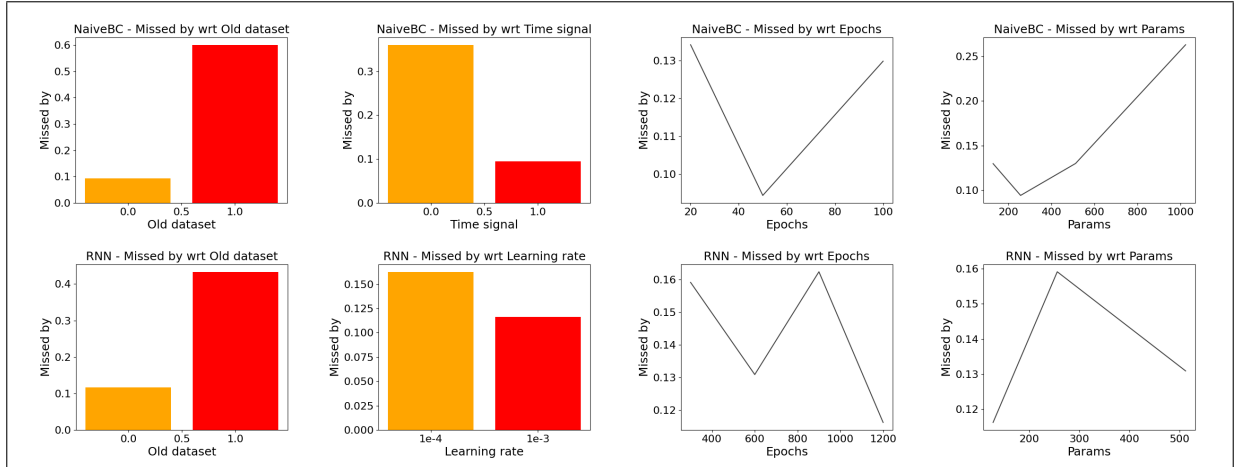 NaiveBC - Missed by wrt Old dataset
Missed by
0.6
0.5
0.4
0.3
0.2
0.1
0.0
0.0 0.5 1.0
Old dataset
NaiveBC - Missed by wrt Time signal
Missed by
0.3
0.2
0.1
0.0
0.0 0.5 1.0
Time signal
NaiveBC - Missed by wrt Epochs
Missed by
0.13
0.12
0.11
0.10
20 40 60 80 100
Epochs
NaiveBC - Missed by wrt Params
Missed by
0.25
0.20
0.15
0.10
200 400 600 800 1000
Params
RNN - Missed by wrt Old dataset
Missed by
0.4
0.3
0.2
0.1
0.0
0.0 0.5 1.0
Old dataset
RNN - Missed by wrt Learning rate
Missed by
0.150
0.125
0.100
0.075
0.050
0.025
0.000
1e-4 1e-3
Learning rate
RNN - Missed by wrt Epochs
Missed by
0.16
0.15
0.14
0.13
0.12
400 600 800 1000 1200
Epochs
RNN - Missed by wrt Params
Missed by
0.16
0.15
0.14
0.13
0.12
200 300 400 500
Params